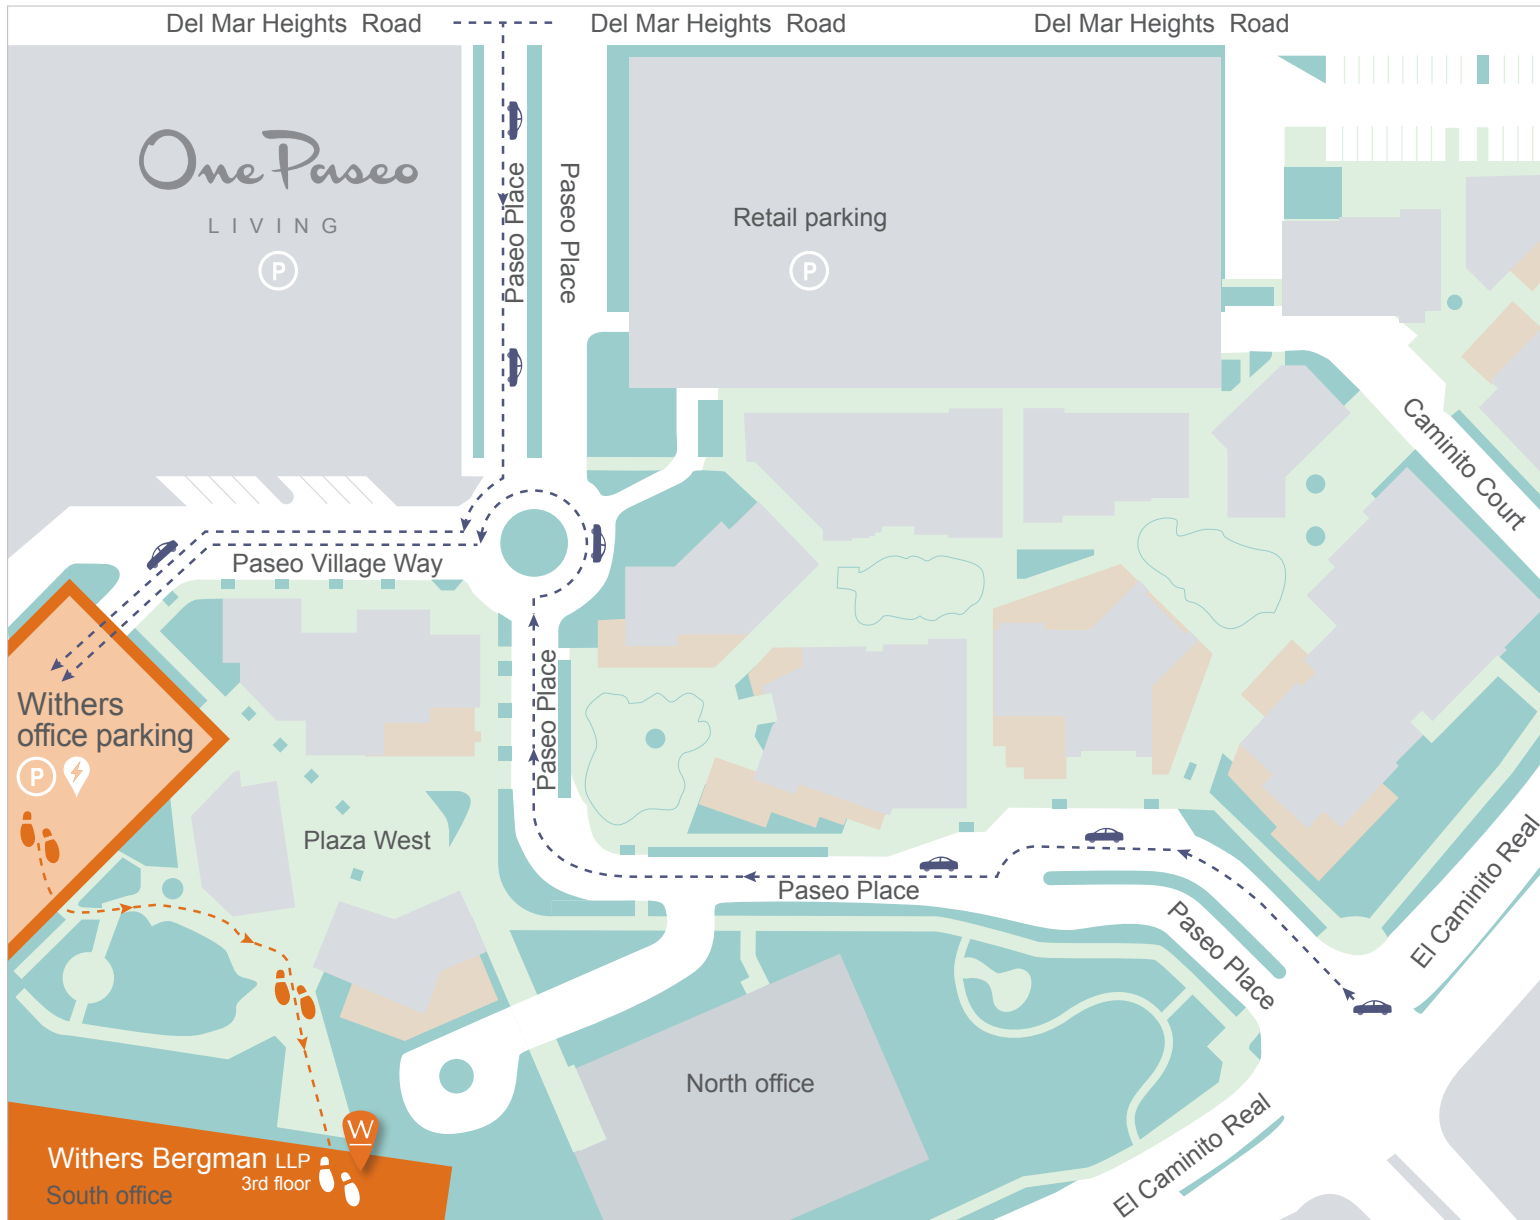 Del Mar Heights Road
Del Mar Heights Road
Del Mar Heights Road
One Paseo
LIVING
P
Paseo Place
Paseo Place
Retail parking
P
Caminito Court
Paseo Village Way
Withers
office parking
P
Paseo Place
Plaza West
Paseo Place
Paseo Place
El Caminito Real
North office
El Caminito Real
W
Withers Bergman LLP
3rd floor
South office